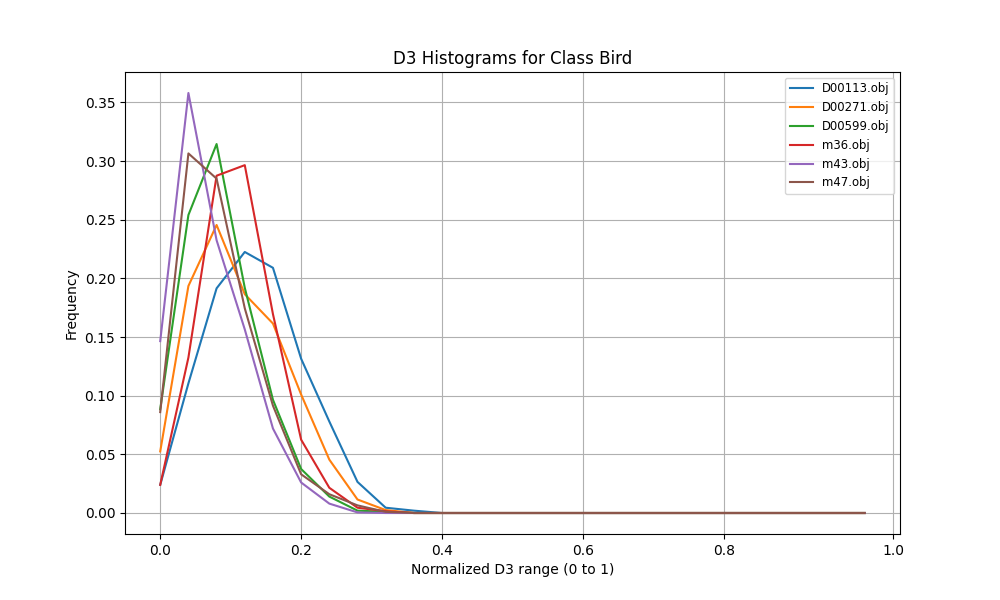 D3 Histograms for Class Bird
D00113.obj
D00271.obj
D00599.obj
m36.obj
m43.obj
m47.obj
Frequency
0.35
0.30
0.25
0.20
0.15
0.10
0.05
0.00
0.0 0.2 0.4 0.6 0.8 1.0
Normalized D3 range (0 to 1)